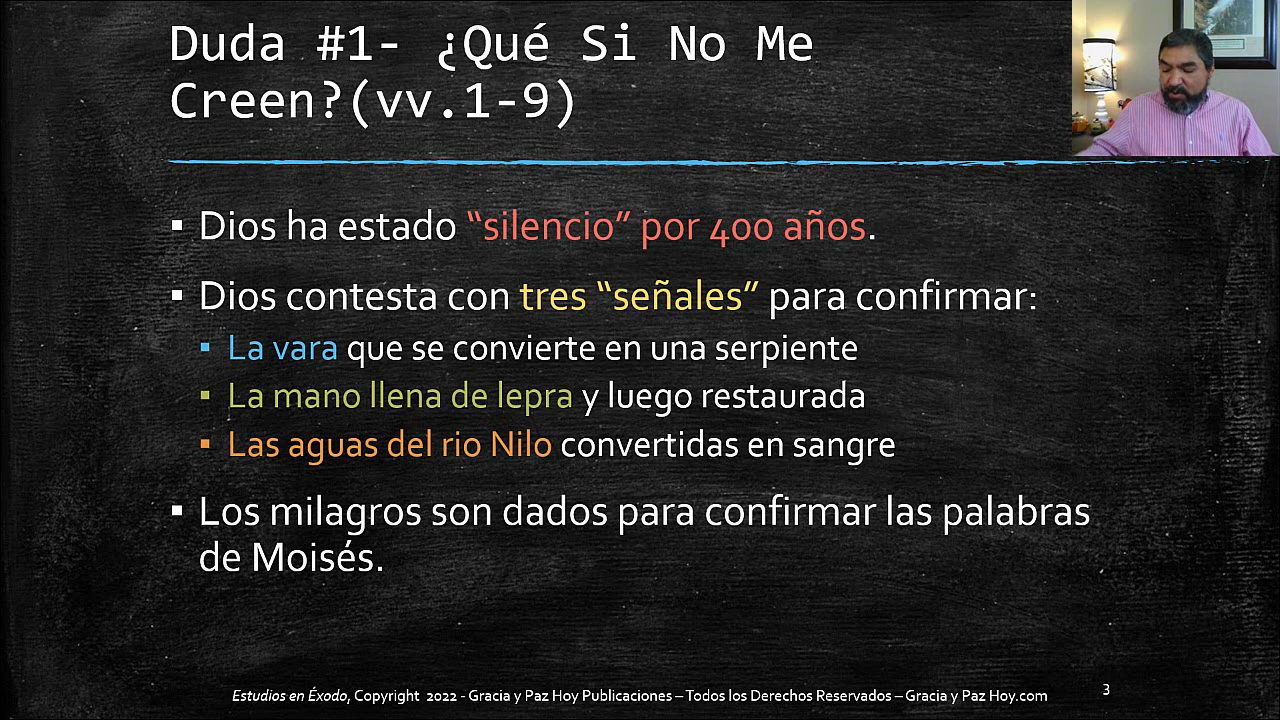 Duda #1- ¿Qué Si No Me
Creen?(vv.1-9)
▪ Dios ha estado “silencio” por 400 años.
▪ Dios contesta con tres “señales” para confirmar:
▪ La vara que se convierte en una serpiente
▪ La mano llena de lepra y luego restaurada
▪ Las aguas del rio Nilo convertidas en sangre
▪ Los milagros son dados para confirmar las palabras
de Moisés.
Estudios en Éxodo, Copyright 2022 - Gracia y Paz Hoy Publicaciones – Todos los Derechos Reservados – Gracia y Paz Hoy.com
3